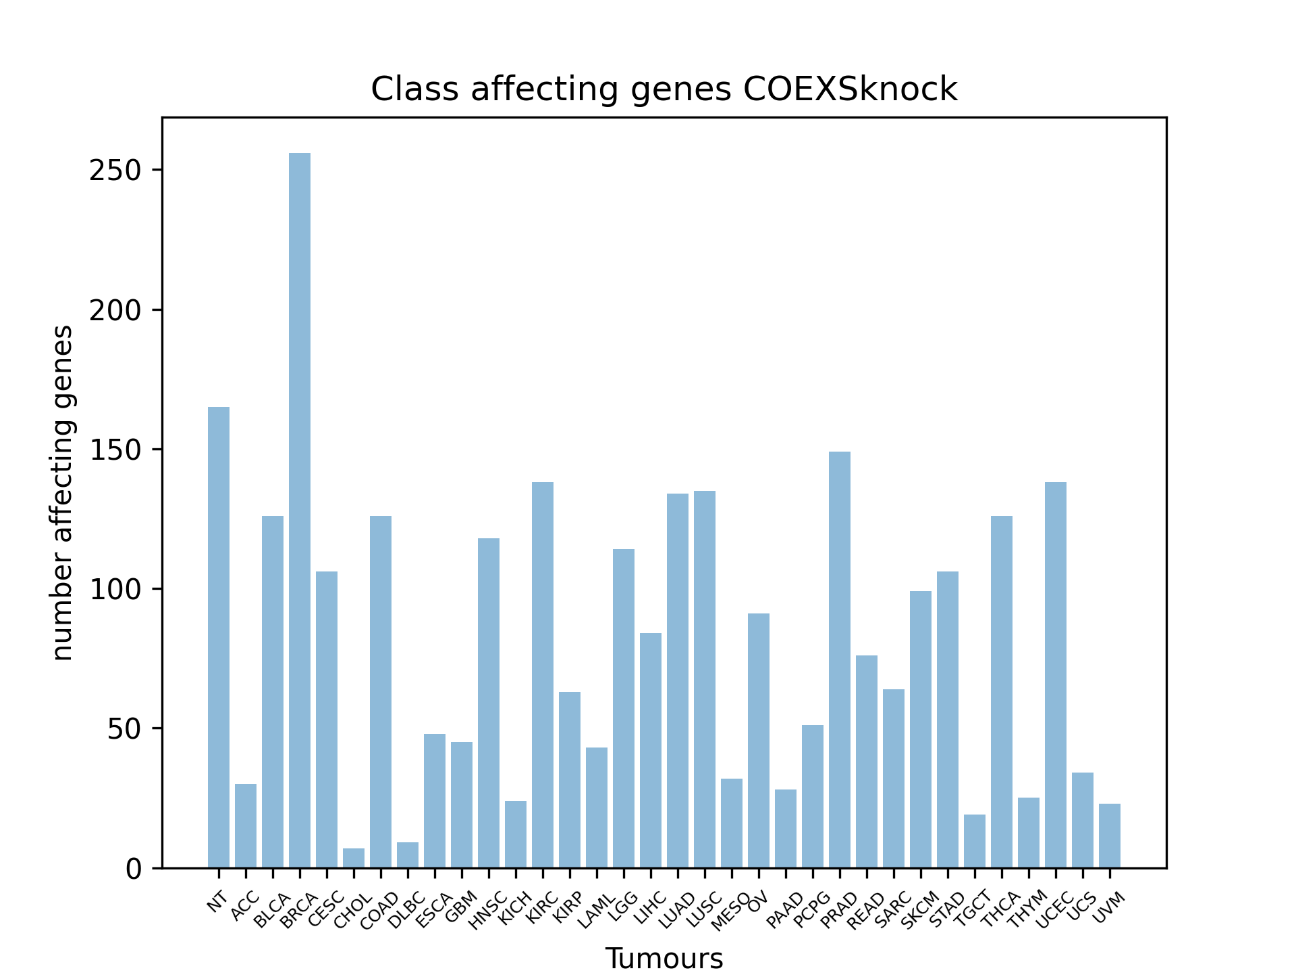 Class affecting genes COEXSknock
250
200
150
100
50
0
number affecting genes
NT ACC BLCA BRCA CESC CHOL COAD DLBC ESCA GBM HNSC KICH KIRC KIRP LAML LGG LIHC LUAD LUSC MESO OV PAAD PCPG PRAD READ SARC SKCM STAD TGCT THCA THYM UCEC UCS UVM
Tumours